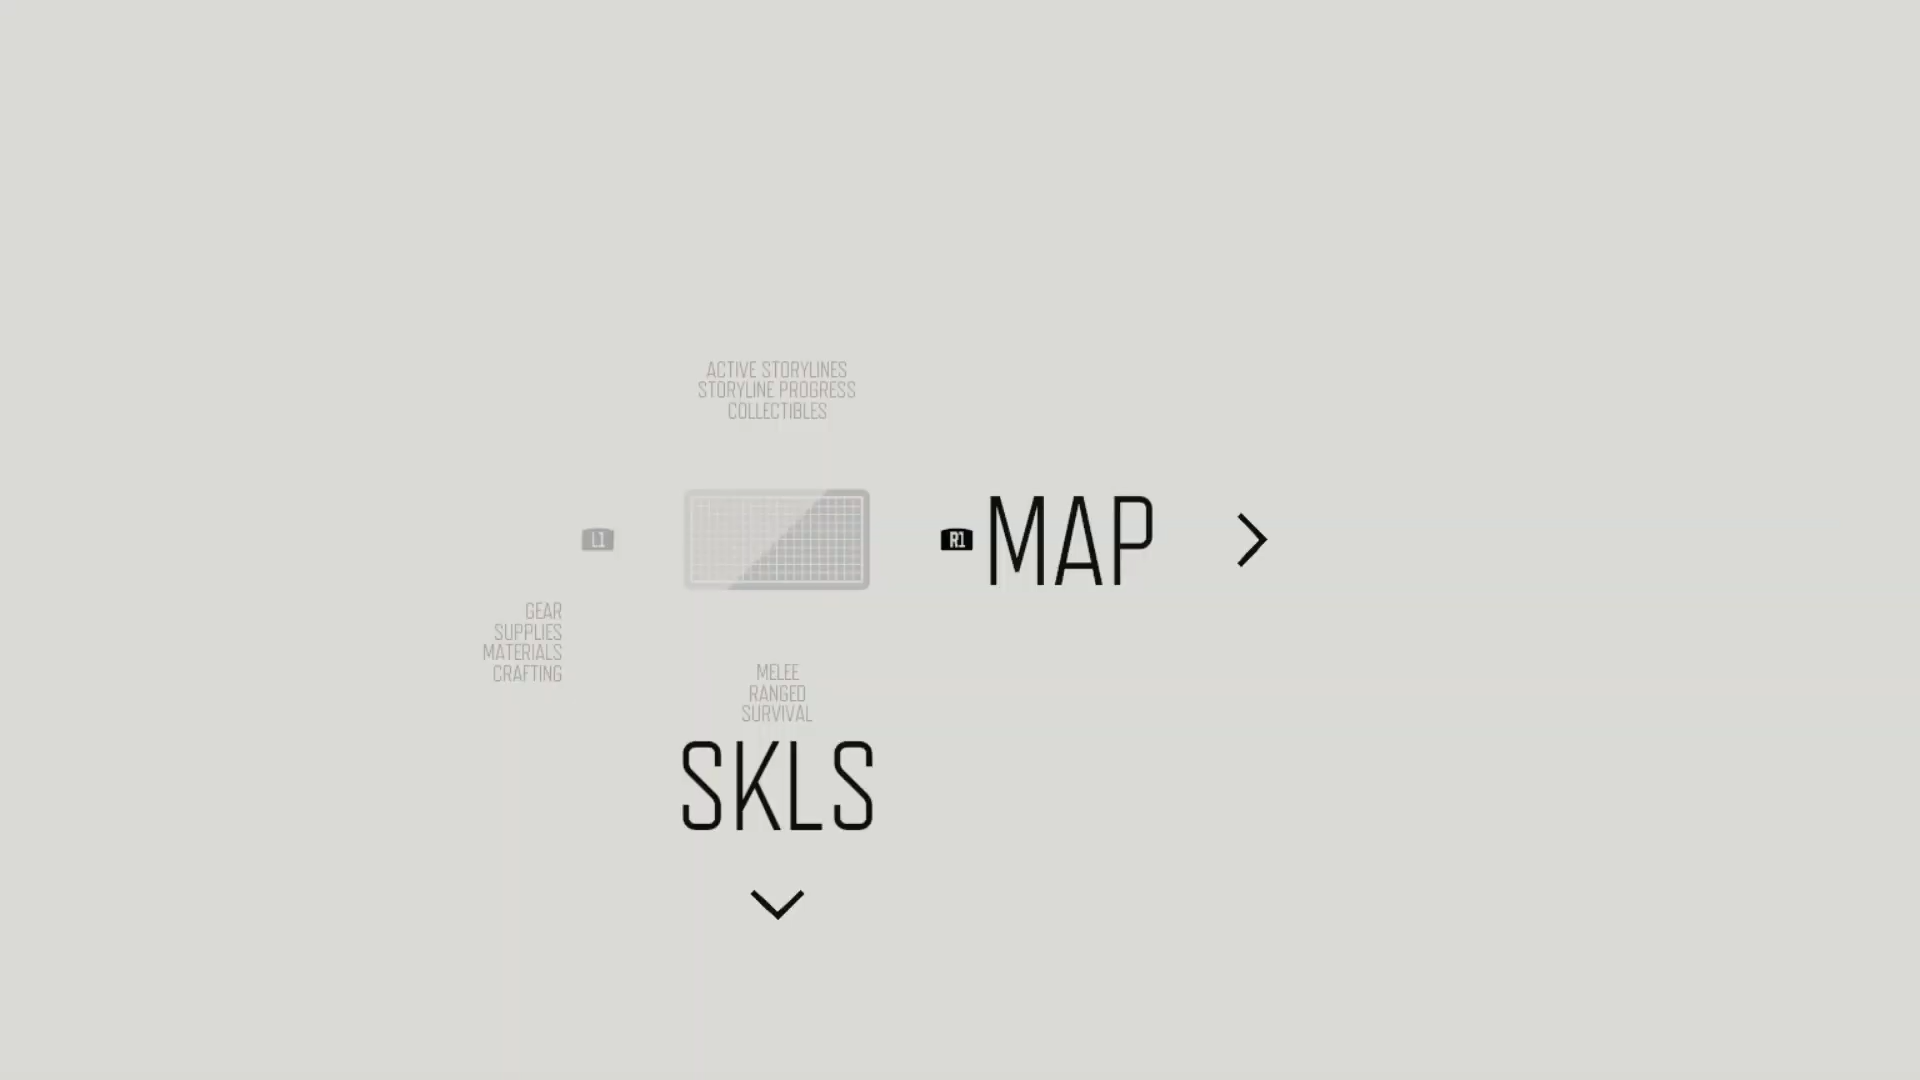 ACTIVE STORYLINES
STORYLINE PROGRESS
COLLECTIBLES
L1
R1 MAP
GEAR
SUPPLIES
MATERIALS
CRAFTING
MELEE
RANGED
SURVIVAL
SKLS